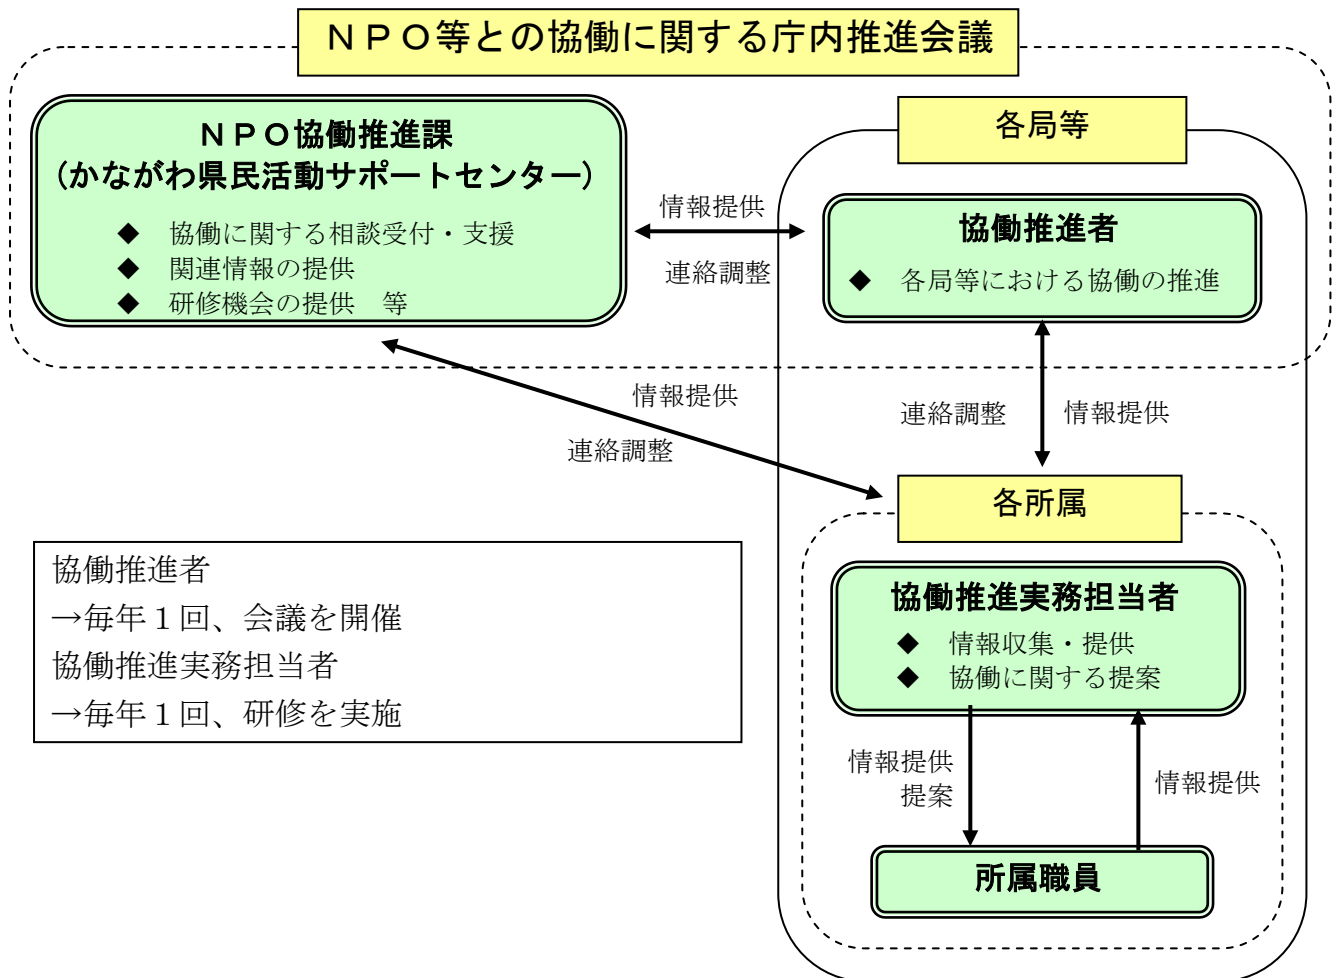 ＮＰＯ等との協働に関する庁内推進会議
ＮＰＯ協働推進課
(かながわ県民活動サポートセンター)
◆ 協働に関する相談受付・支援
◆ 関連情報の提供
◆ 研修機会の提供　等
情報提供
連絡調整
各局等
協働推進者
◆ 各局等における協働の推進
情報提供
連絡調整
連絡調整
情報提供
各所属
協働推進実務担当者
◆ 情報収集・提供
◆ 協働に関する提案
情報提供
提案
情報提供
所属職員
協働推進者
→毎年１回、会議を開催
協働推進実務担当者
→毎年１回、研修を実施